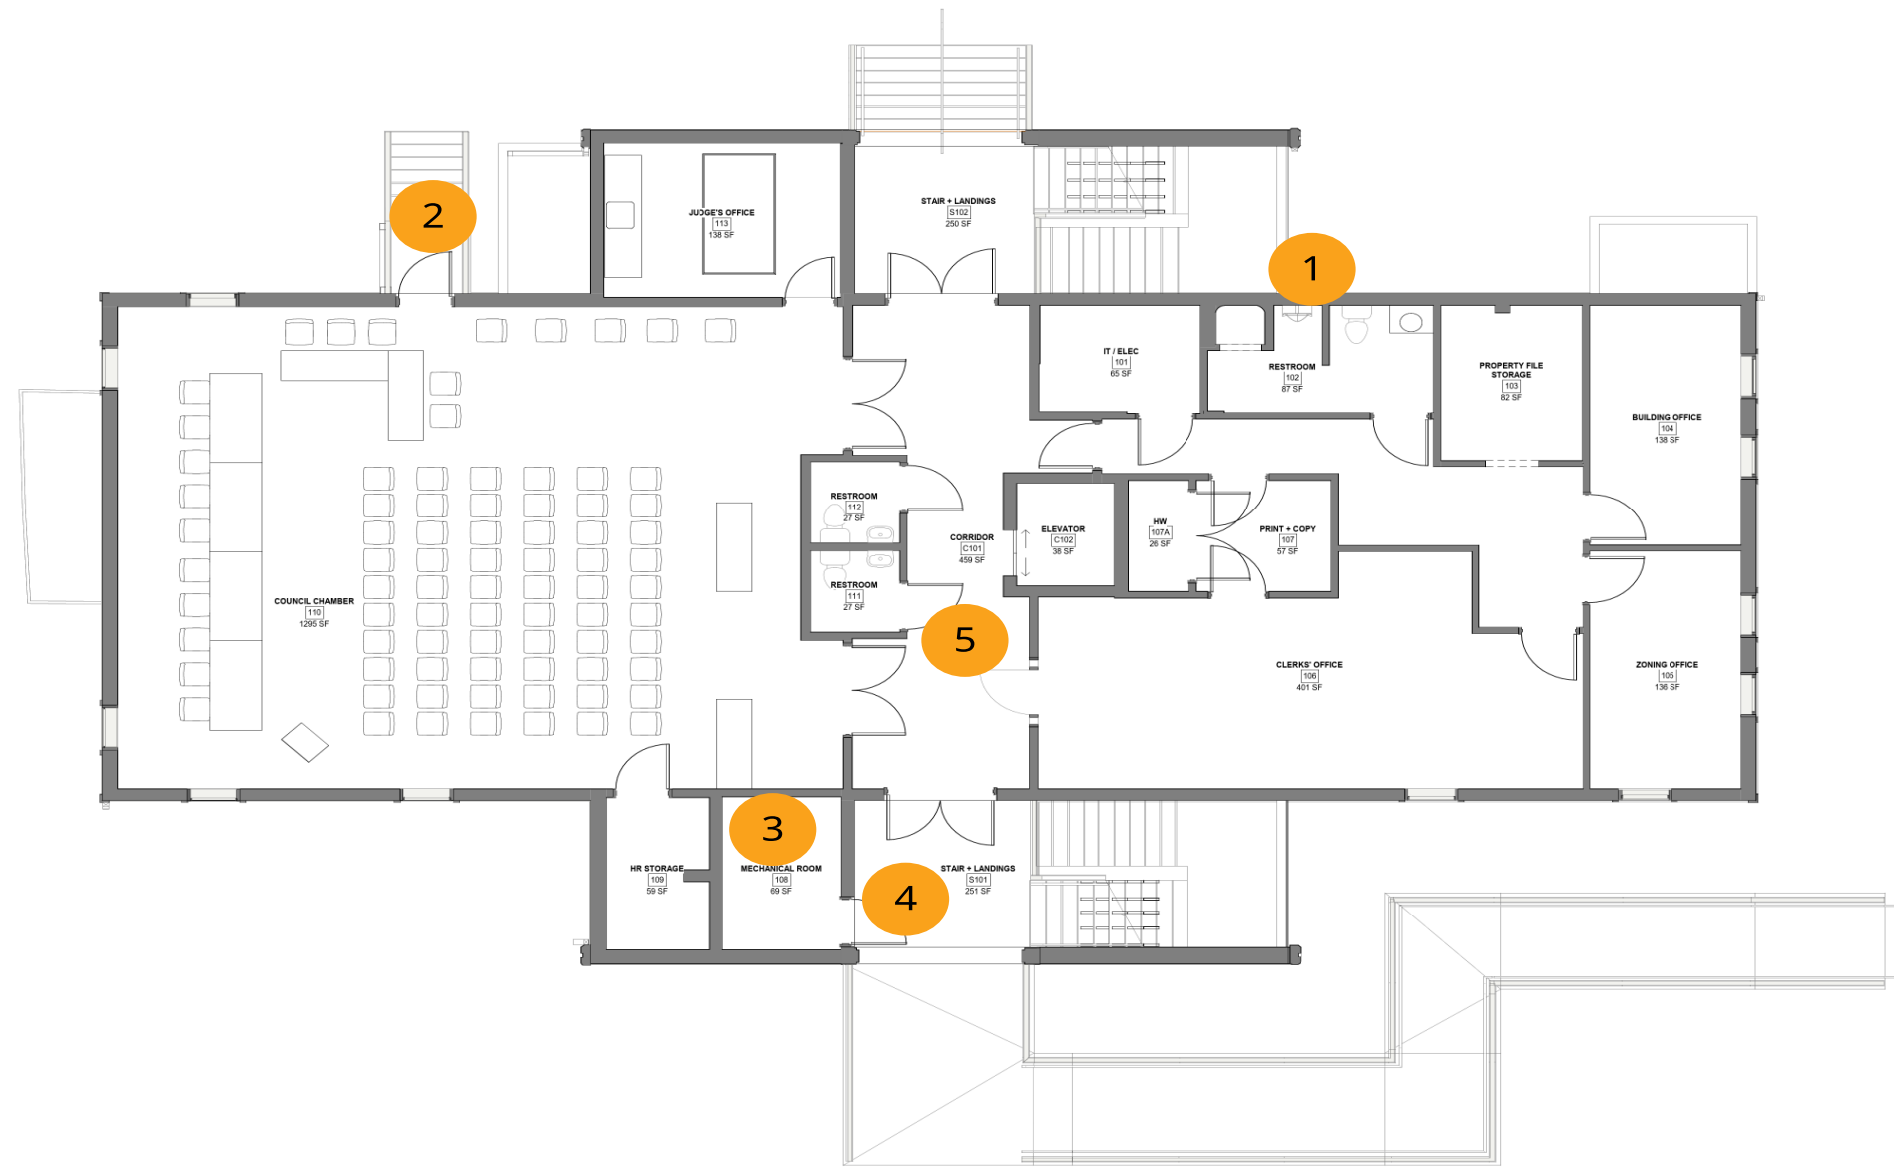 2
JUDGE'S OFFICE
113
138 SF
STAIR + LANDINGS
S102
250 SF
1
IT / ELEC
101
65 SF
RESTROOM
102
87 SF
PROPERTY FILE
STORAGE
103
82 SF
BUILDING OFFICE
104
138 SF
RESTROOM
112
27 SF
CORRIDOR
C101
459 SF
ELEVATOR
C102
38 SF
HW
107A
26 SF
PRINT + COPY
107
57 SF
RESTROOM
111
27 SF
COUNCIL CHAMBER
110
1295 SF
5
CLERKS' OFFICE
106
401 SF
ZONING OFFICE
105
136 SF
3
HR STORAGE
109
59 SF
MECHANICAL ROOM
108
69 SF
4
STAIR + LANDINGS
S101
251 SF